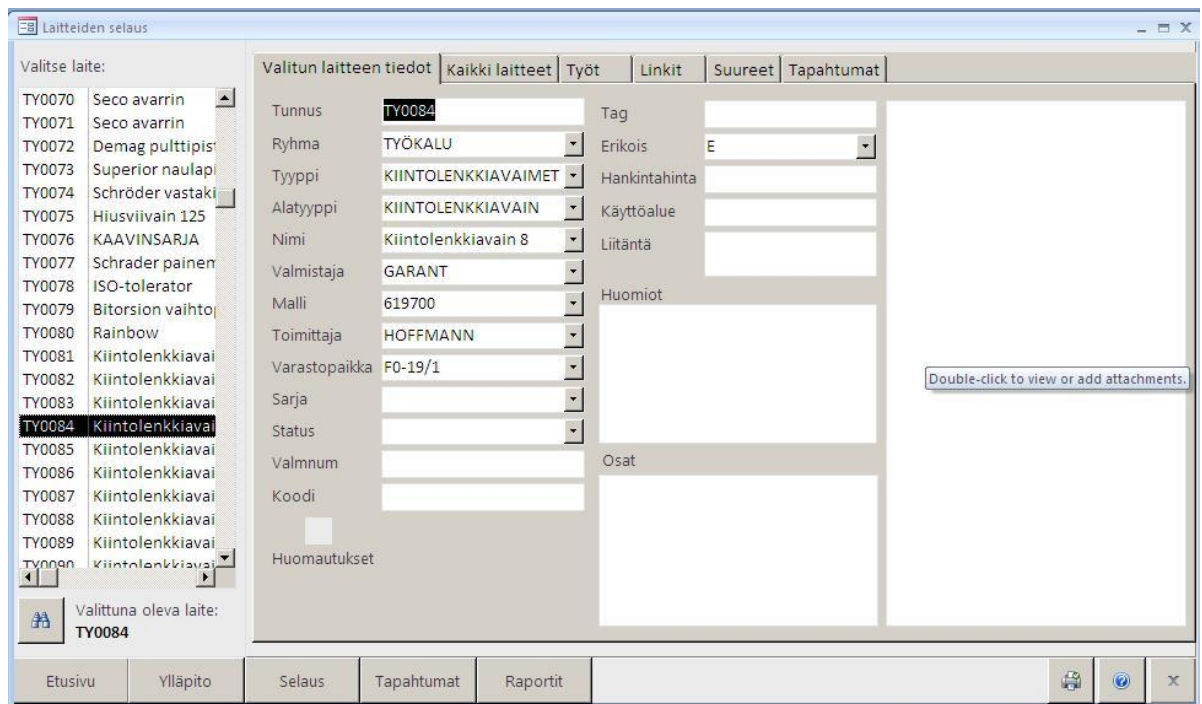 Laitteiden selaus
Valitse laite:
TY0070 Seco avarrin
TY0071 Seco avarrin
TY0072 Demag pulttipist
TY0073 Superior naulapi
TY0074 Schröder vastaki
TY0075 Hiusviivain 125
TY0076 KAAVINSARJA
TY0077 Schrader painem
TY0078 ISO-tolerator
TY0079 Bitorsion vaihto
TY0080 Rainbow
TY0081 Kiintolenkkiavai
TY0082 Kiintolenkkiavai
TY0083 Kiintolenkkiavai
TY0084 Kiintolenkkiavai
TY0085 Kiintolenkkiavai
TY0086 Kiintolenkkiavai
TY0087 Kiintolenkkiavai
TY0088 Kiintolenkkiavai
TY0089 Kiintolenkkiavai
TY0090 Kiintolenkkiavai
Valittuna oleva laite:
TY0084
Valitun laitteen tiedot Kaikki laitteet Työt Linkit Suureet Tapahtumat
Tunnus TY0084
Ryhma TYÖKALU
Tyyppi KIINTOLENKKIAVAIMET
Alatyyppi KIINTOLENKKIAVAIN
Nimi Kiintolenkkiavain 8
Valmistaja GARANT
Malli 619700
Toimittaja HOFFMANN
Varastopaikka F0-19/1
Sarja
Status
Valmnum
Koodi
Huomautukset
Tag
Erikois E
Hankintahinta
Käyttöalue
Liitäntä
Huomiot
Osat
Double-click to view or add attachments.
Etusivu Ylläpito Selaus Tapahtumat Raportit